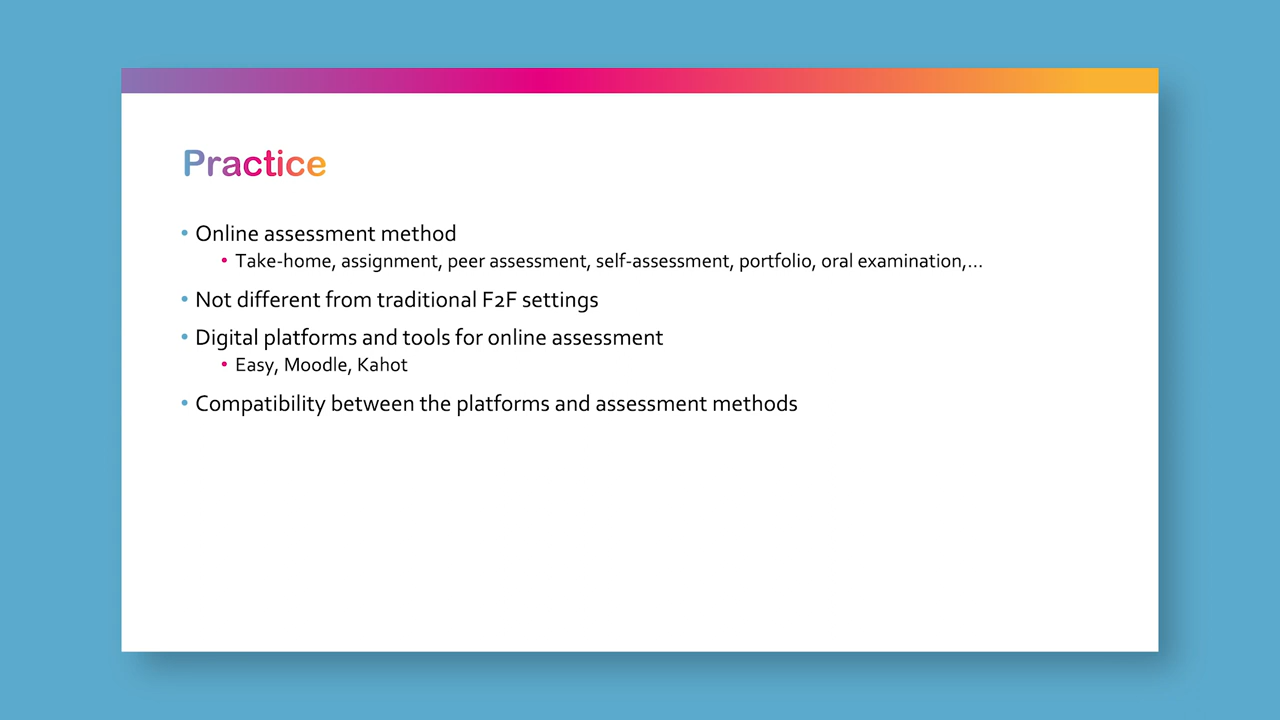 Practice
• Online assessment method
• Take-home, assignment, peer assessment, self-assessment, portfolio, oral examination,...
• Not different from traditional F2F settings
• Digital platforms and tools for online assessment
• Easy, Moodle, Kahot
• Compatibility between the platforms and assessment methods